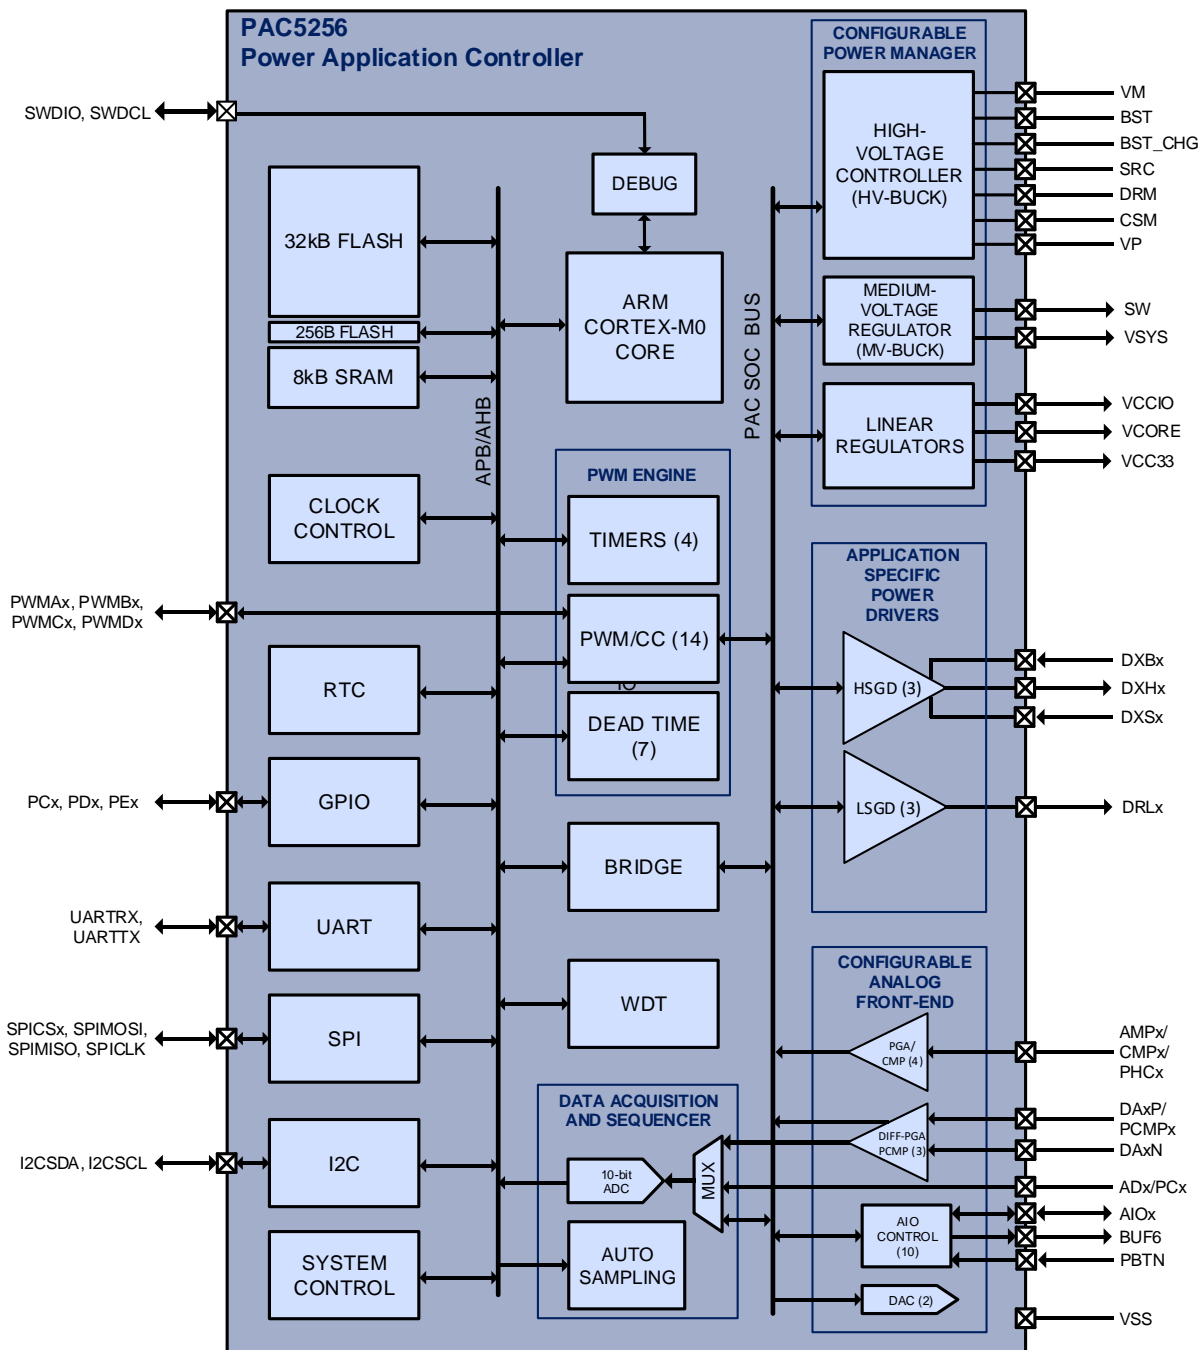 PAC5256
Power Application Controller
CONFIGURABLE
POWER MANAGER
SWDIO, SWDCL
DEBUG
HIGH-
VOLTAGE
CONTROLLER
(HV-BUCK)
VM
BST
BST_CHG
SRC
DRM
CSM
VP
32kB FLASH
256B FLASH
8kB SRAM
ARM
CORTEX-M0
CORE
APB/AHB
PAC SOC BUS
MEDIUM-
VOLTAGE
REGULATOR
(MV-BUCK)
SW
VSYS
LINEAR
REGULATORS
VCCIO
VCORE
VCC33
CLOCK
CONTROL
PWM ENGINE
TIMERS (4)
PWM/CC (14)
IO
DEAD TIME
(7)
PWMAx, PWMBx,
PWMCx, PWMDx
RTC
APPLICATION
SPECIFIC
POWER
DRIVERS
HSGD (3)
DXBx
DXHx
DXSx
LSGD (3)
DRLx
PCx, PDx, PEx
GPIO
BRIDGE
UARTRX,
UARTTX
UART
WDT
SPICSx, SPIMOSI,
SPIMISO, SPICLK
SPI
CONFIGURABLE
ANALOG
FRONT-END
PGA/
CMP (4)
AMPx/
CMPx/
PHCx
DIFF-PGA
PCMP (3)
DAxP/
PCMPx
DAxN
ADx/PCx
DATA ACQUISITION
AND SEQUENCER
10-bit
ADC
MUX
AUTO
SAMPLING
I2CSDA, I2CSCL
I2C
SYSTEM
CONTROL
AIO
CONTROL
(10)
AIOx
BUF6
PBTN
DAC (2)
VSS